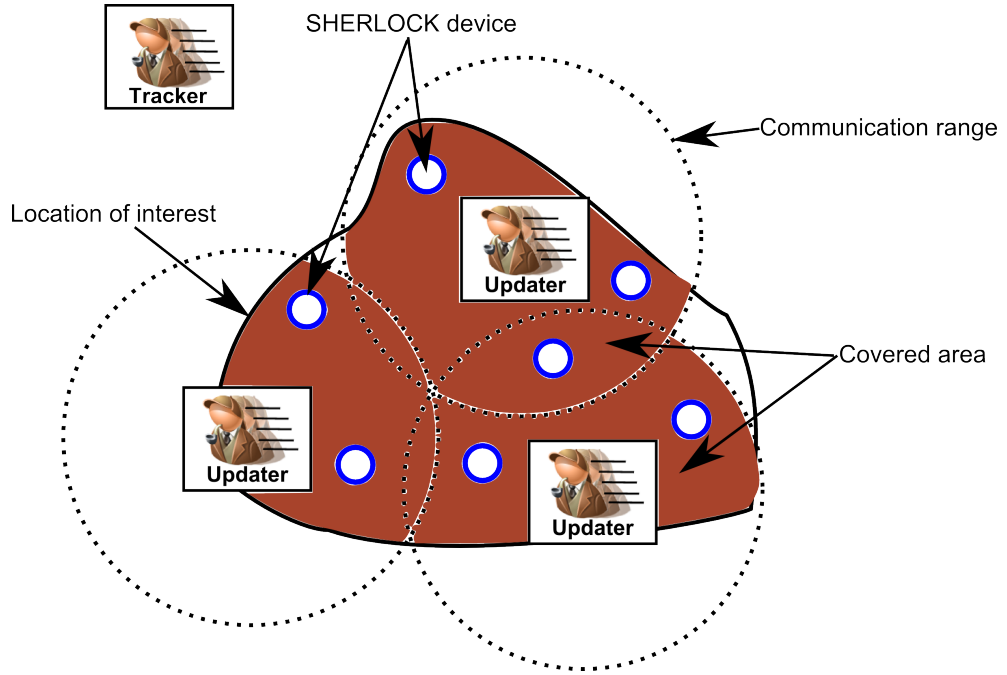 SHERLOCK device
Tracker
Communication range
Location of interest
Updater
Covered area
Updater
Updater